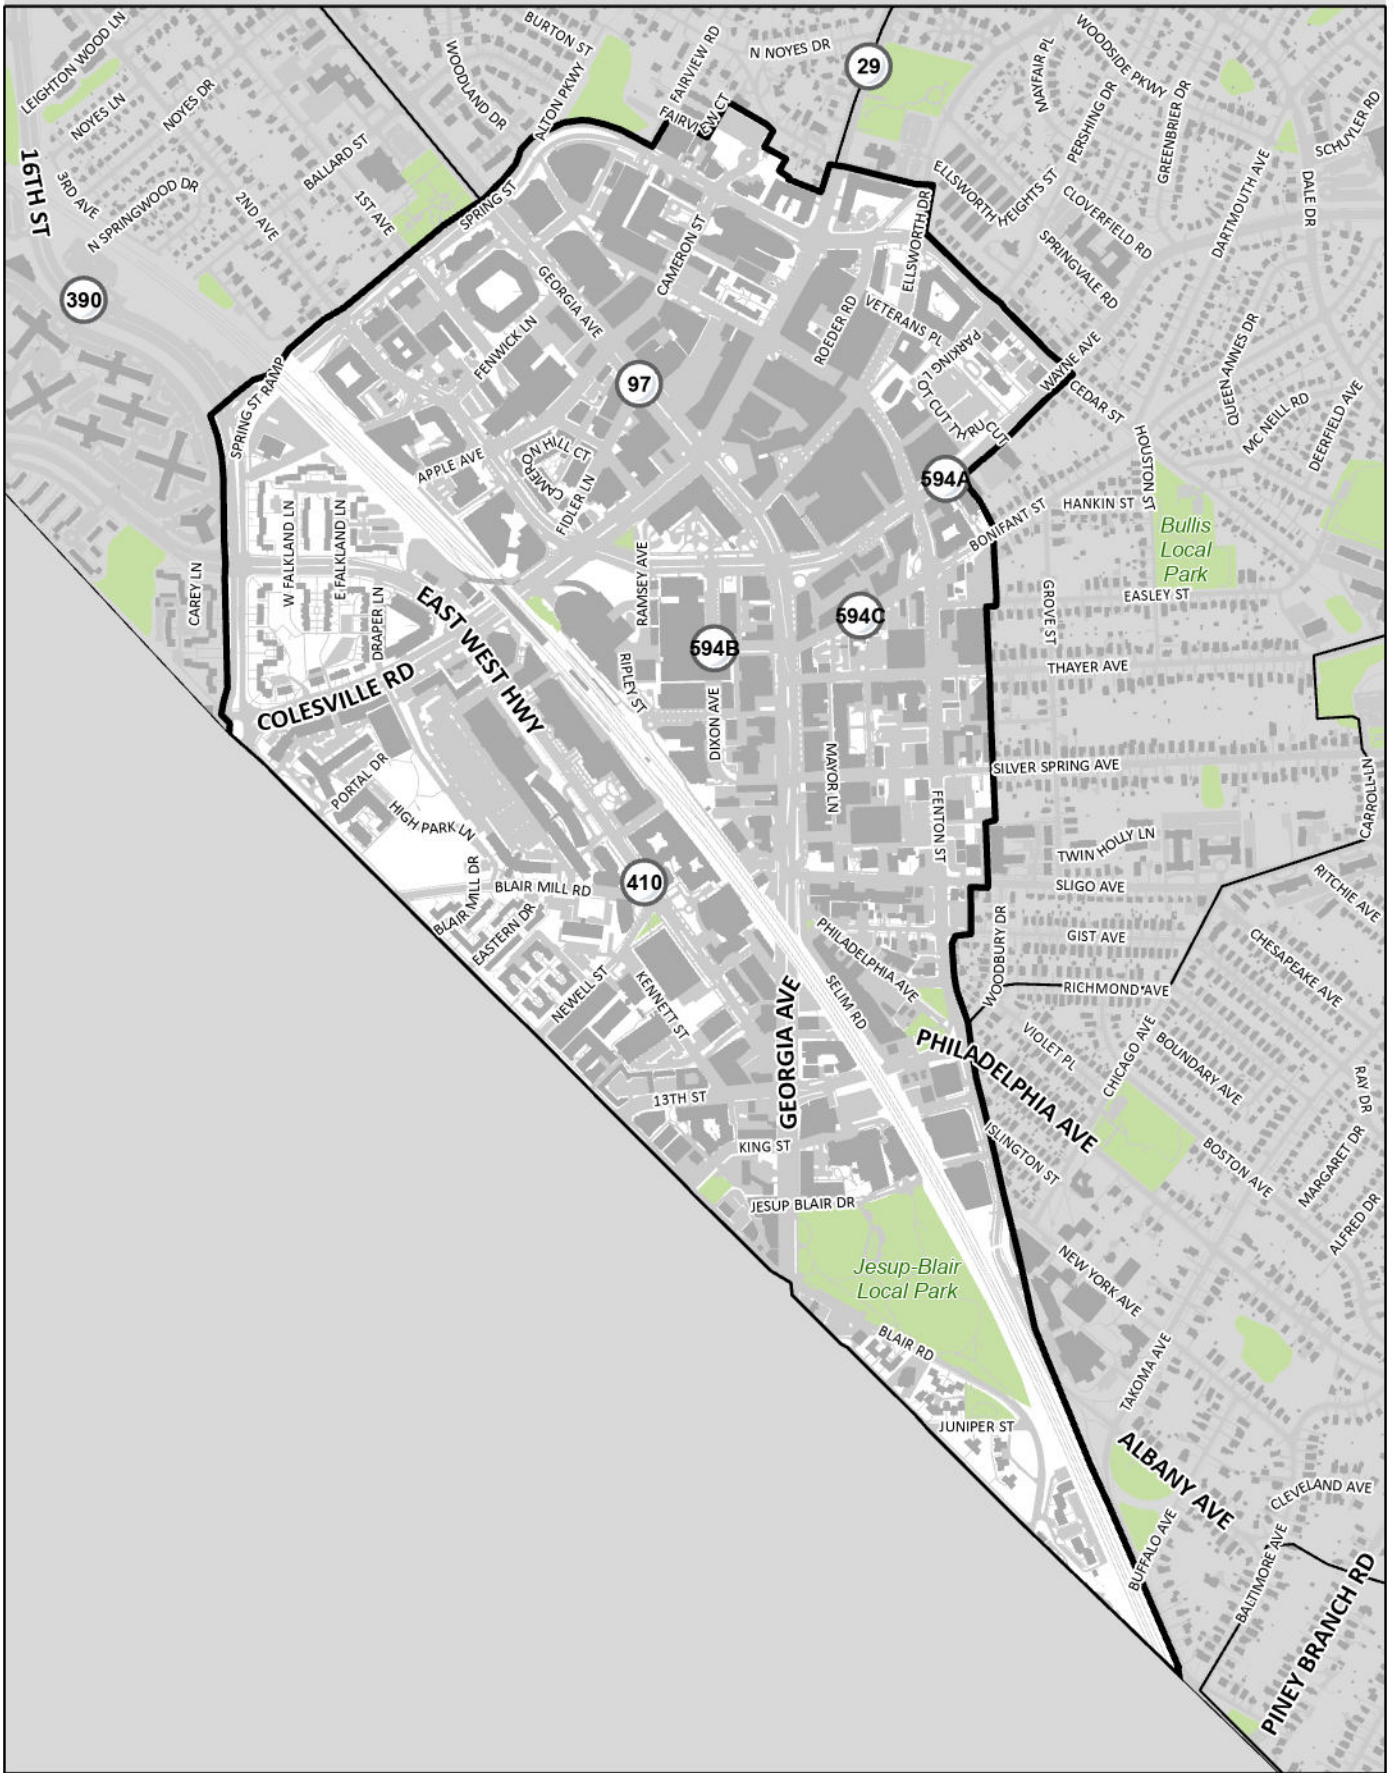 LEIGHTON WOOD LN
NOYES LN
NOYES DR
BURTON ST
WOODLAND DR
ALTON PKWY
FAIRVIEW RD
N NOYES DR
29
WOODSIDE PKWY
MAYFAIR PL
PERSHING DR
GREENBRIER DR
SCHUYLER RD
16TH ST
3RD AVE
N SPRINGWOOD DR
2ND AVE
BALLARD ST
1ST AVE
SPRING ST
ELLSWORTH
HEIGHTS ST
CLOVERFIELD RD
SPRINGVALE RD
DARTMOUTH AVE
DALE DR
390
GEORGIA AVE
CAMERON ST
ELLSWORTH DR
VETERANS PL
ROEDER RD
PARKING LOT CUT THRU CUT
WAYNE AVE
CEDAR ST
QUEEN ANNES DR
MC NEILL RD
DEERFIELD AVE
FENWICK LN
97
SPRING ST RAMP
APPLE AVE
CAMERON HILL CT
FIDLER LN
594A
HOUSTON ST
HANKIN ST
BONIFANT ST
Bullis
Local
Park
EASLEY ST
CAREY LN
W FALKLAND LN
E FALKLAND LN
DRAPER LN
EAST WEST HWY
RAMSEY AVE
594C
594B
GROVE ST
THAYER AVE
COLESVILLE RD
RIPLEY ST
DIXON AVE
MAYOR LN
FENTON ST
SILVER SPRING AVE
PORTAL DR
HIGH PARK LN
CARROLL LN
TWIN HOLLY LN
RITCHIE AVE
410
BLAIR MILL RD
BLAIR MILL DR
EASTERN DR
SLIGO AVE
GIST AVE
WOODBURY DR
CHESAPEAKE AVE
PHILADELPHIA AVE
RICHMOND AVE
NEWELL ST
KENNETT ST
SELIM RD
GEORGIA AVE
PHILADELPHIA AVE
VIOLET PL
CHICAGO AVE
BOUNDARY AVE
RAY DR
13TH ST
KING ST
ISLINGTON ST
BOSTON AVE
MARGARET DR
ALFRED DR
JESUP BLAIR DR
Jesup-Blair
Local Park
NEW YORK AVE
BLAIR RD
TAKOMA AVE
JUNIPER ST
ALBANY AVE
CLEVELAND AVE
BUFFALO AVE
BALTIMORE AVE
PINEY BRANCH RD